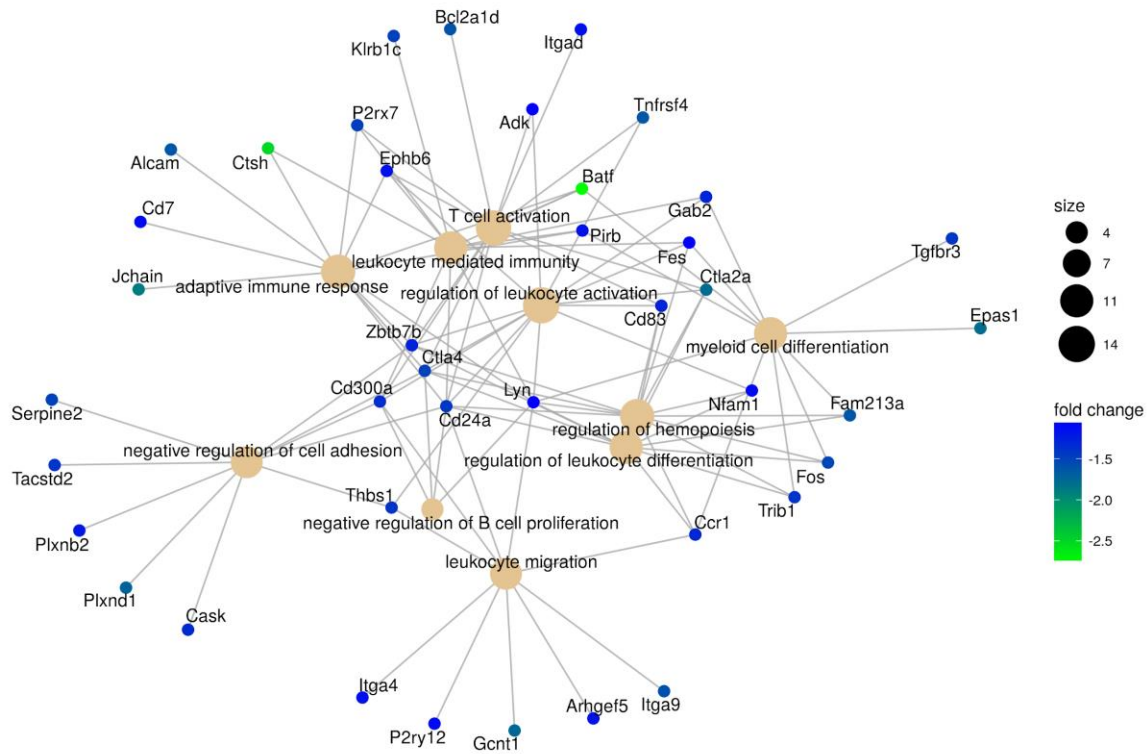 Bcl2a1d
Klrb1c
Itgad
P2rx7
Adk
Tnfrsf4
Alcam
Ctsh
Ephb6
Batf
Cd7
T cell activation
Gab2
Pirb
Fes
Tgfbr3
leukocyte mediated immunity
Jchain
adaptive immune response
regulation of leukocyte activation
Ctla2a
Epas1
Cd83
Zbtb7b
myeloid cell differentiation
Ctla4
Cd300a
Lyn
Nfam1
Fam213a
Serpine2
Cd24a
regulation of hemopoiesis
negative regulation of cell adhesion
regulation of leukocyte differentiation
Tacstd2
Fos
Thbs1
Trib1
negative regulation of B cell proliferation
Ccr1
Plxnb2
leukocyte migration
Plxnd1
Cask
Itga4
Arhgef5
Itga9
P2ry12
Gcnt1
size
4
7
11
14
fold change
-1.5
-2.0
-2.5